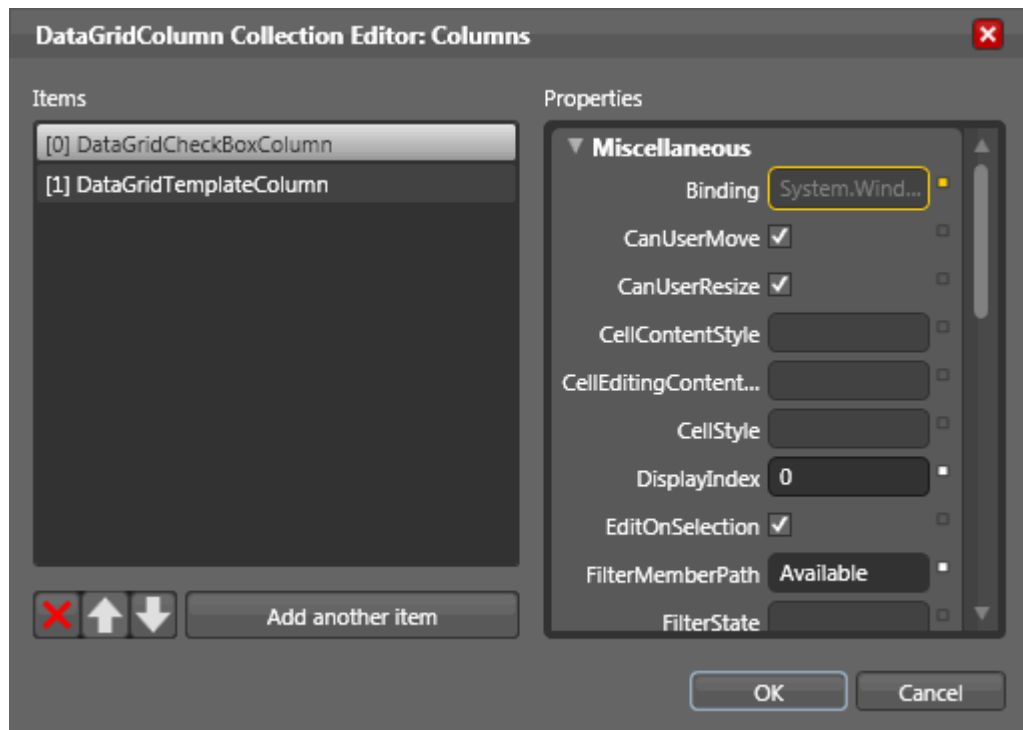 DataGridColumn Collection Editor: Columns
Items
[0] DataGridCheckBoxColumn
[1] DataGridTemplateColumn
Add another item
Properties
Miscellaneous
Binding System.Wind...
CanUserMove
CanUserResize
CellContentStyle
CellEditingContent...
CellStyle
DisplayIndex 0
EditOnSelection
FilterMemberPath Available
FilterState
OK Cancel